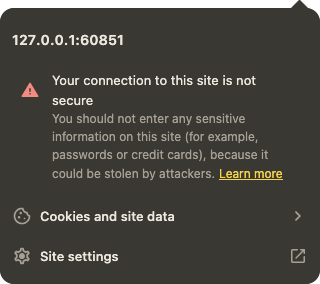 127.0.0.1:60851
Your connection to this site is not
secure
You should not enter any sensitive
information on this site (for example,
passwords or credit cards), because it
could be stolen by attackers. Learn more
Cookies and site data
Site settings